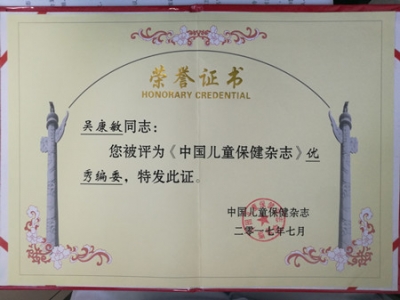 荣誉证书
HONORARY CREDENTIAL
吴康敏同志：
您被评为《中国儿童保健杂志》优
秀编委，特发此证。
中国儿童保健杂志
二〇一七年七月